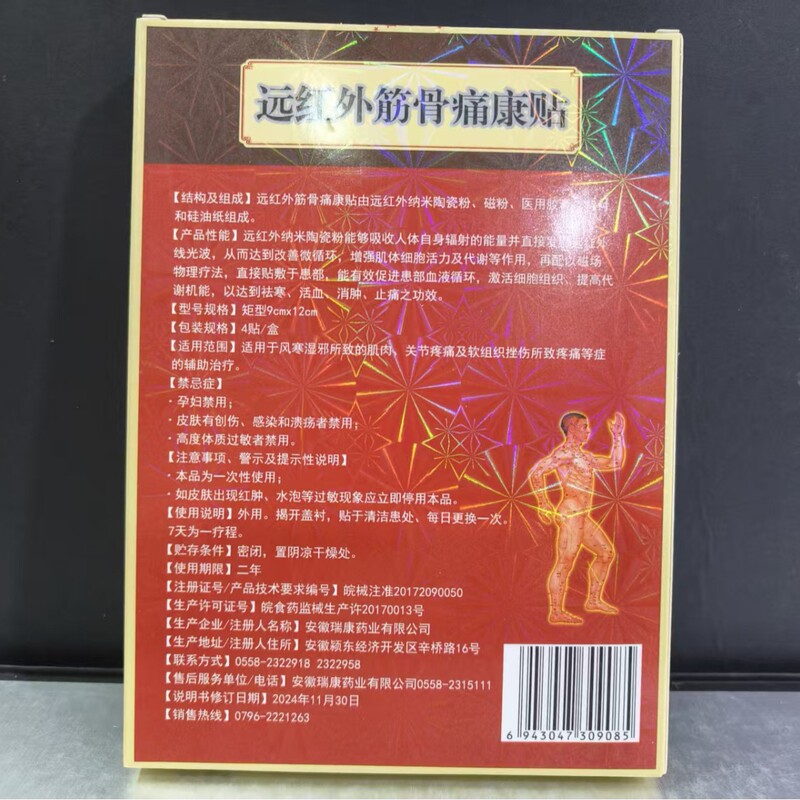 远红外筋骨痛康贴
【结构及组成】远红外筋骨痛康贴由远红外纳米陶瓷粉、磁粉、医用胶
和硅油纸组成。
【产品性能】远红外纳米陶瓷粉能够吸收人体自身辐射的能量并直接发
线光波，从而达到改善微循环，增强肌体细胞活力及代谢等作用，再配以磁场
物理疗法，直接贴敷于患部，能有效促进患部血液循环，激活细胞组织、提高代
谢机能，以达到祛寒、活血、消肿、止痛之功效。
【型号规格】矩型9cmx12cm
【包装规格】4贴/盒
【适用范围】适用于风寒湿邪所致的肌肉、关节疼痛及软组织挫伤所致疼痛等症
的辅助治疗。
【禁忌症】
·孕妇禁用；
·皮肤有创伤、感染和溃疡者禁用；
·高度体质过敏者禁用。
【注意事项、警示及提示性说明】
·本品为一次性使用；
·如皮肤出现红肿、水泡等过敏现象应立即停用本品。
【使用说明】外用。揭开盖衬，贴于清洁患处、每日更换一次。
7天为一疗程。
【贮存条件】密闭，置阴凉干燥处。
【使用期限】二年
【注册证号/产品技术要求编号】皖械注准20172090050
【生产许可证号】皖食药监械生产许20170013号
【生产企业/注册人名称】安徽瑞康药业有限公司
【生产地址/注册人住所】安徽颍东经济开发区辛桥路16号
【联系方式】0558-2322918 2322958
【售后服务单位/电话】安徽瑞康药业有限公司0558-2315111
【说明书修订日期】2024年11月30日
【销售热线】0796-2221263
6 943047 309085